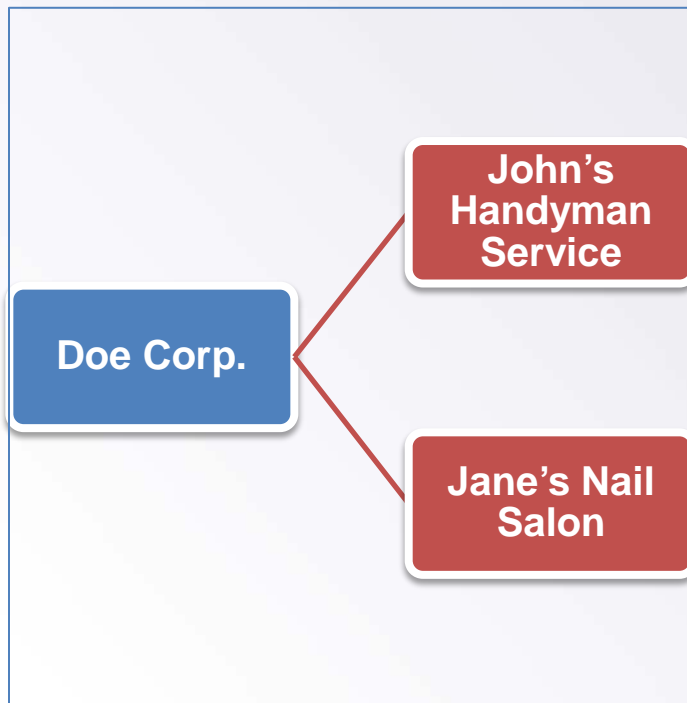 John’s
Handyman
Service
Doe Corp.
Jane’s Nail
Salon